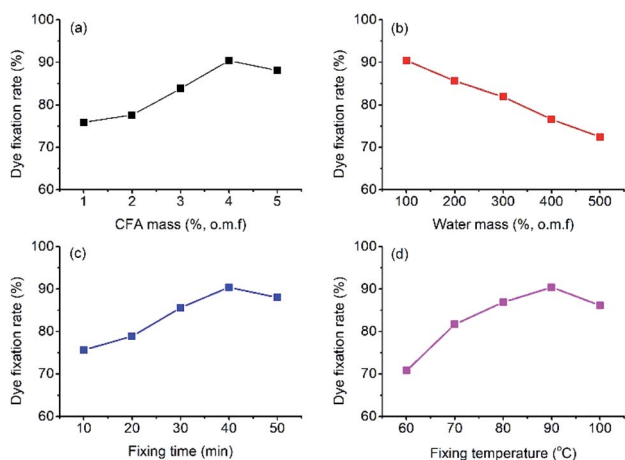 (a)
Dye fixation rate (%)
100
90
80
70
60
1 2 3 4 5
CFA mass (%, o.m.f)
(b)
Dye fixation rate (%)
100
90
80
70
60
100 200 300 400 500
Water mass (%, o.m.f)
(c)
Dye fixation rate (%)
100
90
80
70
60
10 20 30 40 50
Fixing time (min)
(d)
Dye fixation rate (%)
100
90
80
70
60
60 70 80 90 100
Fixing temperature (°C)